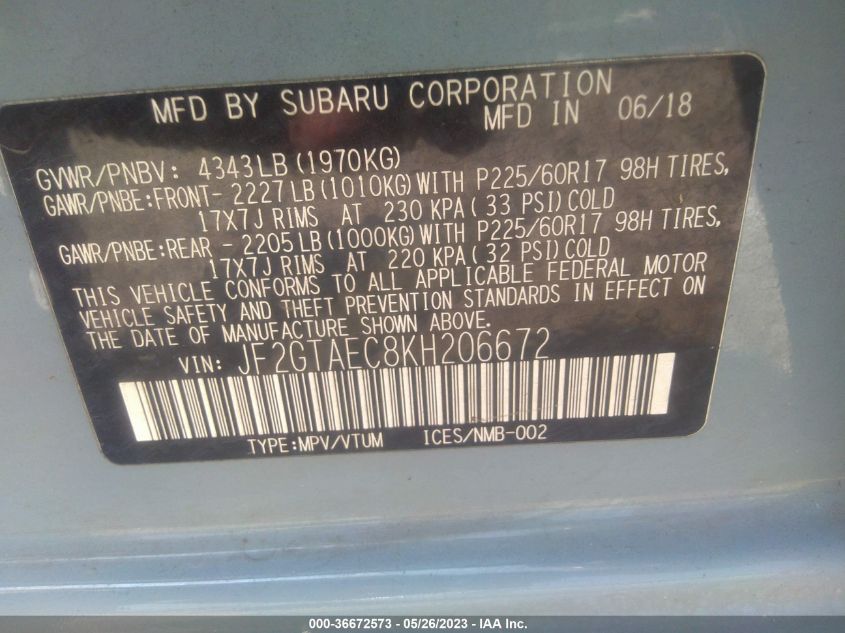 MFD BY SUBARU CORPORATION
MFD IN 06/18
GVWR/PNBV: 4343LB(1970KG)
GAWR/PNBE:FRONT- 2227LB(1010KG)WITH P225/60R17 98H TIRES,
17X7J RIMS AT 230 KPA(33 PSI)COLD
GAWR/PNBE:REAR - 2205LB(1000KG)WITH P225/60R17 98H TIRES,
17X7J RIMS AT 220 KPA(32 PSI)COLD
THIS VEHICLE CONFORMS TO ALL APPLICABLE FEDERAL MOTOR
VEHICLE SAFETY AND THEFT PREVENTION STANDARDS IN EFFECT ON
THE DATE OF MANUFACTURE SHOWN ABOVE.
VIN: JF2GTAEC8KH206672
TYPE:MPV/VTUM ICES/NMB-002
000-36672573 - 05/26/2023 - IAA Inc.